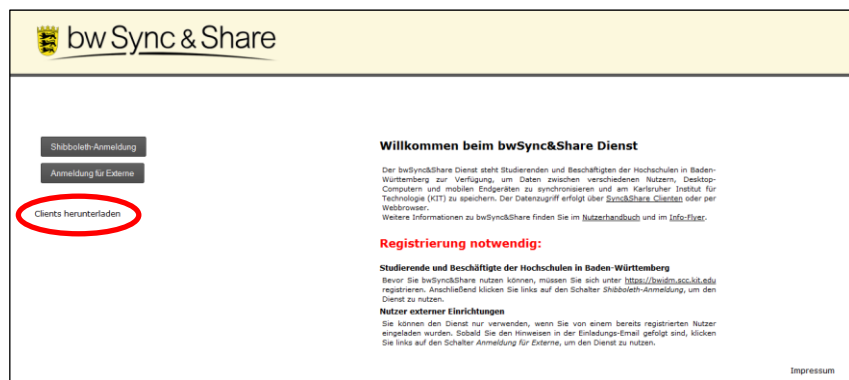 bw Sync & Share
Shibboleth-Anmeldung
Anmeldung für Externe
Clients herunterladen
Willkommen beim bwSync&Share Dienst
Der bwSync&Share Dienst steht Studierenden und Beschäftigten der Hochschulen in Baden-
Württemberg zur Verfügung, um Daten zwischen verschiedenen Nutzern, Desktop-
Computern und mobilen Endgeräten zu synchronisieren und am Karlsruher Institut für
Technologie (KIT) zu speichern. Der Datenzugriff erfolgt über Sync&Share Clienten oder per
Webbrowser.
Weitere Informationen zu bwSync&Share finden Sie im Nutzerhandbuch und im Info-Flyer.
Registrierung notwendig:
Studierende und Beschäftigte der Hochschulen in Baden-Württemberg
Bevor Sie bwSync&Share nutzen können, müssen Sie sich unter https://bwidm.scc.kit.edu
registrieren. Anschließend klicken Sie links auf den Schalter Shibboleth-Anmeldung, um den
Dienst zu nutzen.
Nutzer externer Einrichtungen
Sie können den Dienst nur verwenden, wenn Sie von einem bereits registrierten Nutzer
eingeladen wurden. Sobald Sie den Hinweisen in der Einladungs-Email gefolgt sind, klicken
Sie links auf den Schalter Anmeldung für Externe, um den Dienst zu nutzen.
Impressum